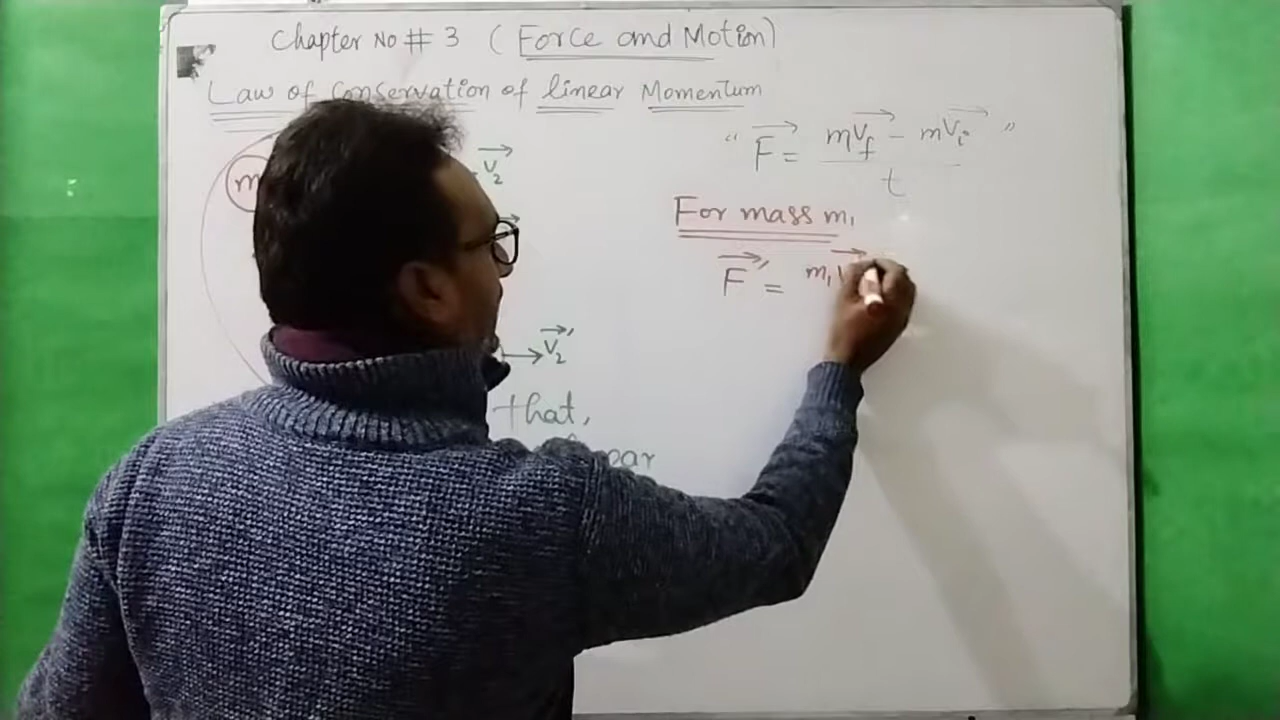 Chapter No # 3 (Force and Motion)
Law of Conservation of linear Momentum
m
v₂
v₂′
that,
" F = mVf - mVi "
t
For mass m₁
F′ = m₁